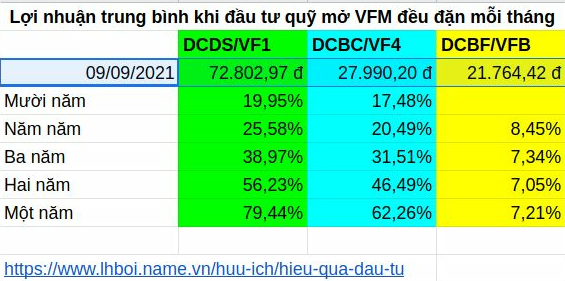 Lợi nhuận trung bình khi đầu tư quỹ mở VFM đều đặn mỗi tháng
DCDS/VF1 DCBC/VF4 DCBF/VFB
09/09/2021 72.802,97 đ 27.990,20 đ 21.764,42 đ
Mười năm 19,95% 17,48%
Năm năm 25,58% 20,49% 8,45%
Ba năm 38,97% 31,51% 7,34%
Hai năm 56,23% 46,49% 7,05%
Một năm 79,44% 62,26% 7,21%
https://www.lhboi.name.vn/huu-ich/hieu-qua-dau-tu